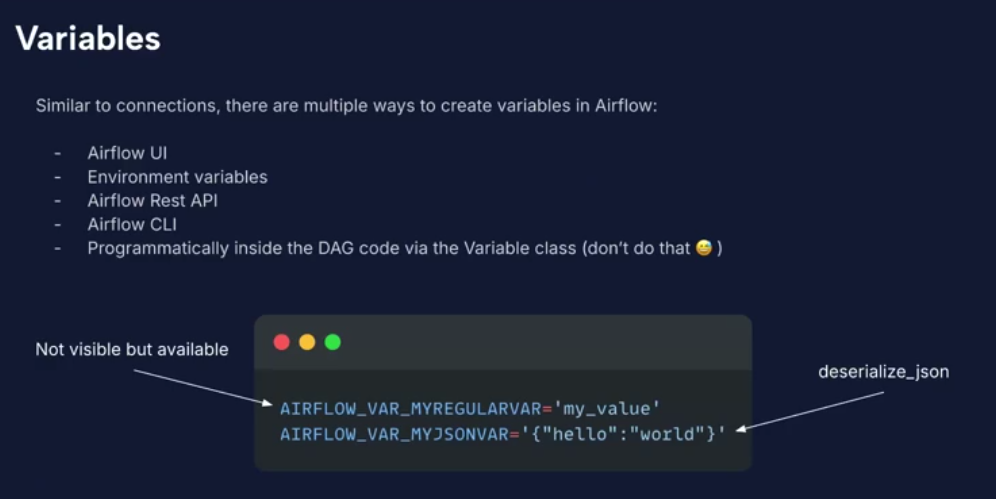 Variables
Similar to connections, there are multiple ways to create variables in Airflow:
- Airflow UI
- Environment variables
- Airflow Rest API
- Airflow CLI
- Programmatically inside the DAG code via the Variable class (don't do that 😅 )
Not visible but available
deserialize_json
AIRFLOW_VAR_MYREGULARVAR='my_value'
AIRFLOW_VAR_MYJSONVAR='{"hello":"world"}'